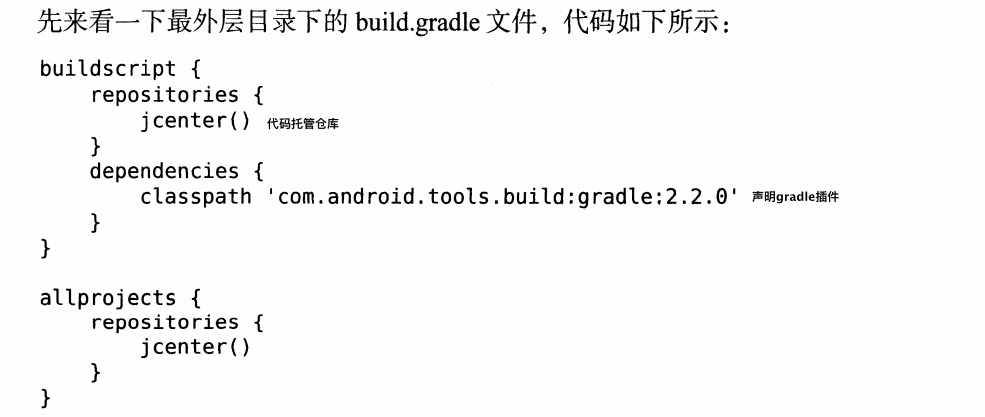 先来看一下最外层目录下的 build.gradle 文件，代码如下所示：
buildscript {
    repositories {
        jcenter() 代码托管仓库
    }
    dependencies {
        classpath 'com.android.tools.build:gradle:2.2.0' 声明gradle插件
    }
}

allprojects {
    repositories {
        jcenter()
    }
}